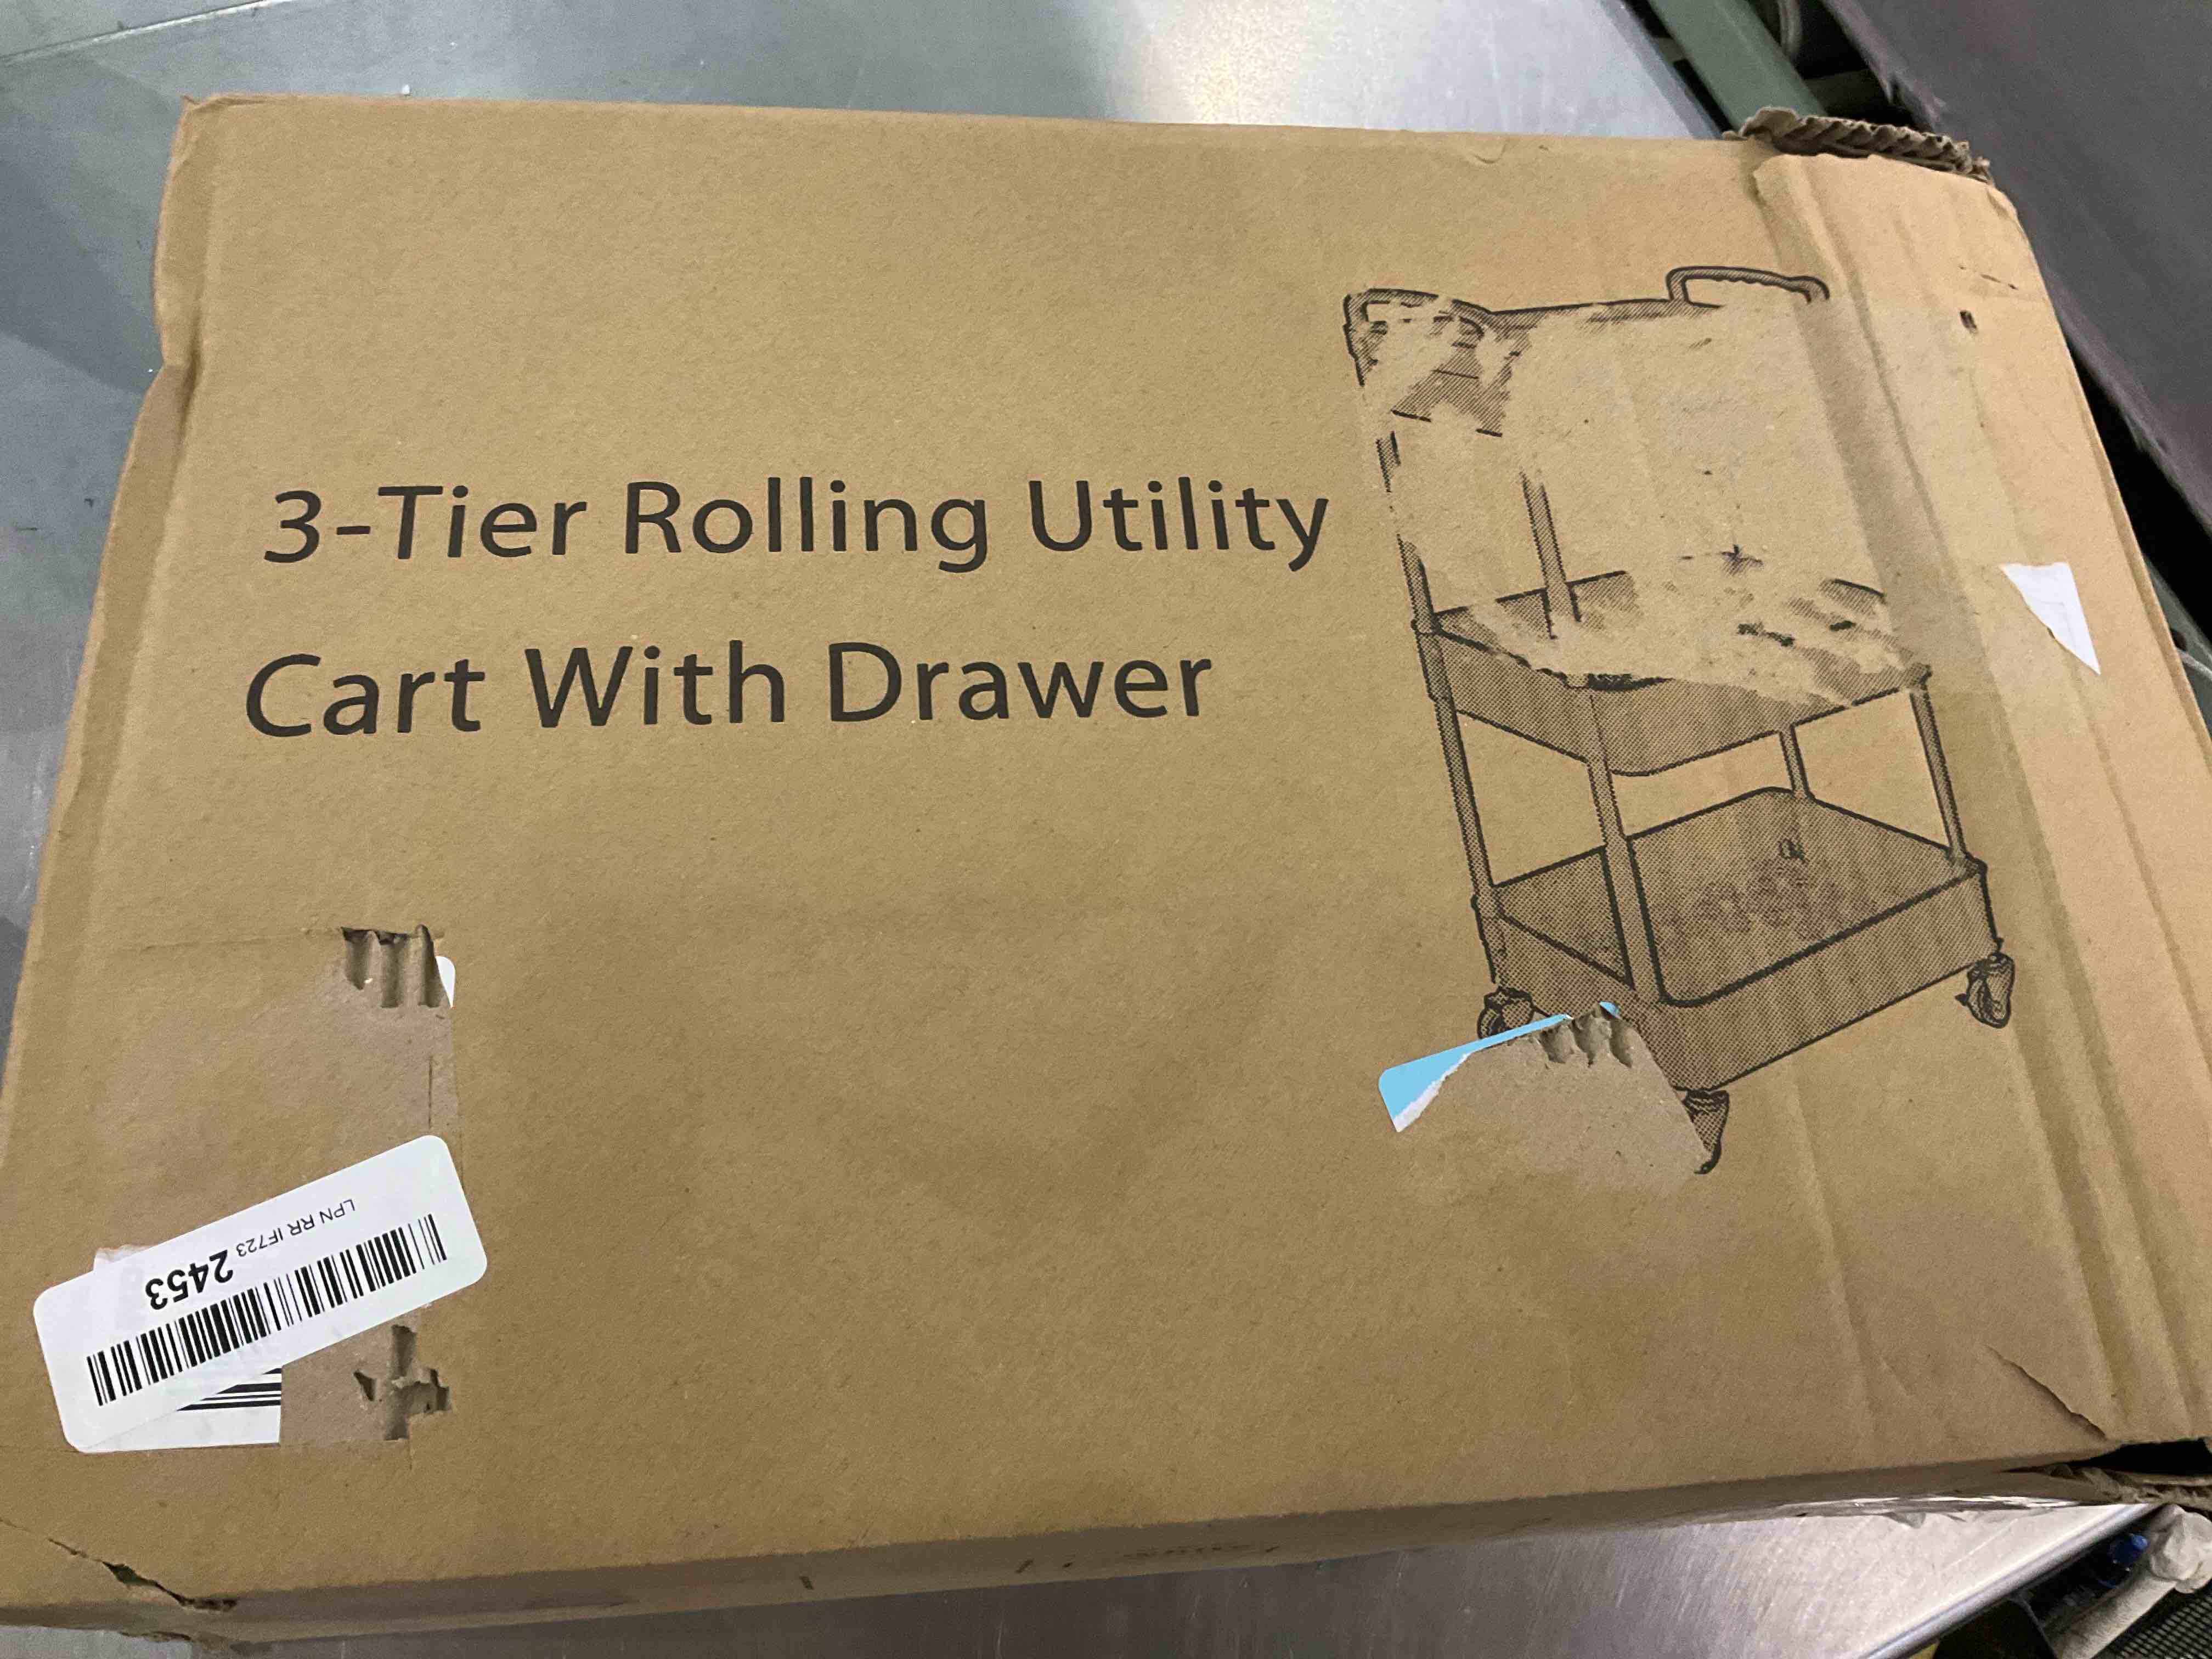 3-Tier Rolling Utility
Cart With Drawer
LPN RR IF723 2453